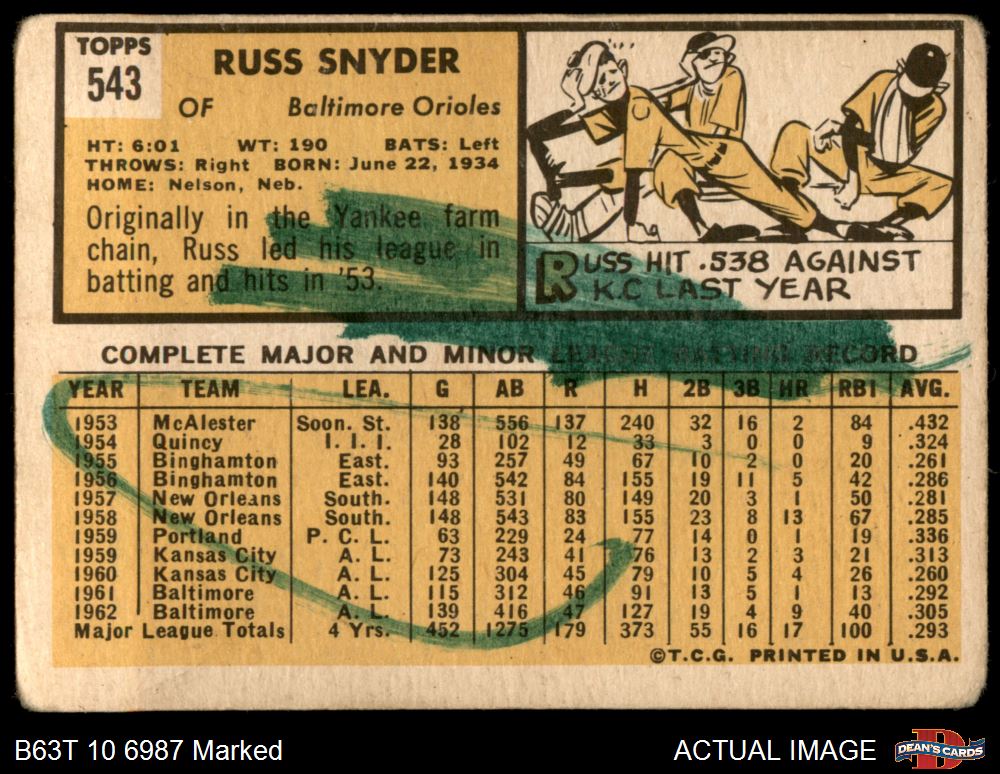 TOPPS
543
RUSS SNYDER
OF Baltimore Orioles
HT: 6:01 WT: 190 BATS: Left
THROWS: Right BORN: June 22, 1934
HOME: Nelson, Neb.
Originally in the Yankee farm
chain, Russ led his league in
batting and hits in '53.
RUSS HIT .538 AGAINST
K.C LAST YEAR
COMPLETE MAJOR AND MINOR LEAGUE BATTING RECORD
YEAR TEAM LEA. G AB R H 2B 3B HR RBI AVG.
1953 McAlester Soon. St. 138 556 137 240 32 16 2 84 .432
1954 Quincy I. I. I. 28 102 12 33 3 0 0 9 .324
1955 Binghamton East. 93 257 49 67 10 2 0 20 .261
1956 Binghamton East. 140 542 84 155 19 11 5 42 .286
1957 New Orleans South. 148 531 80 149 20 3 1 50 .281
1958 New Orleans South. 148 543 83 155 23 8 13 67 .285
1959 Portland P. C. L. 63 229 24 77 14 0 1 19 .336
1959 Kansas City A. L. 73 243 41 76 13 2 3 21 .313
1960 Kansas City A. L. 125 304 45 79 10 5 4 26 .260
1961 Baltimore A. L. 115 312 46 91 13 5 1 13 .292
1962 Baltimore A. L. 139 416 47 127 19 4 9 40 .305
Major League Totals 4 Yrs. 452 1275 179 373 55 16 17 100 .293
©T.C.G. PRINTED IN U.S.A.
B63T 10 6987 Marked ACTUAL IMAGE DEAN'S CARDS